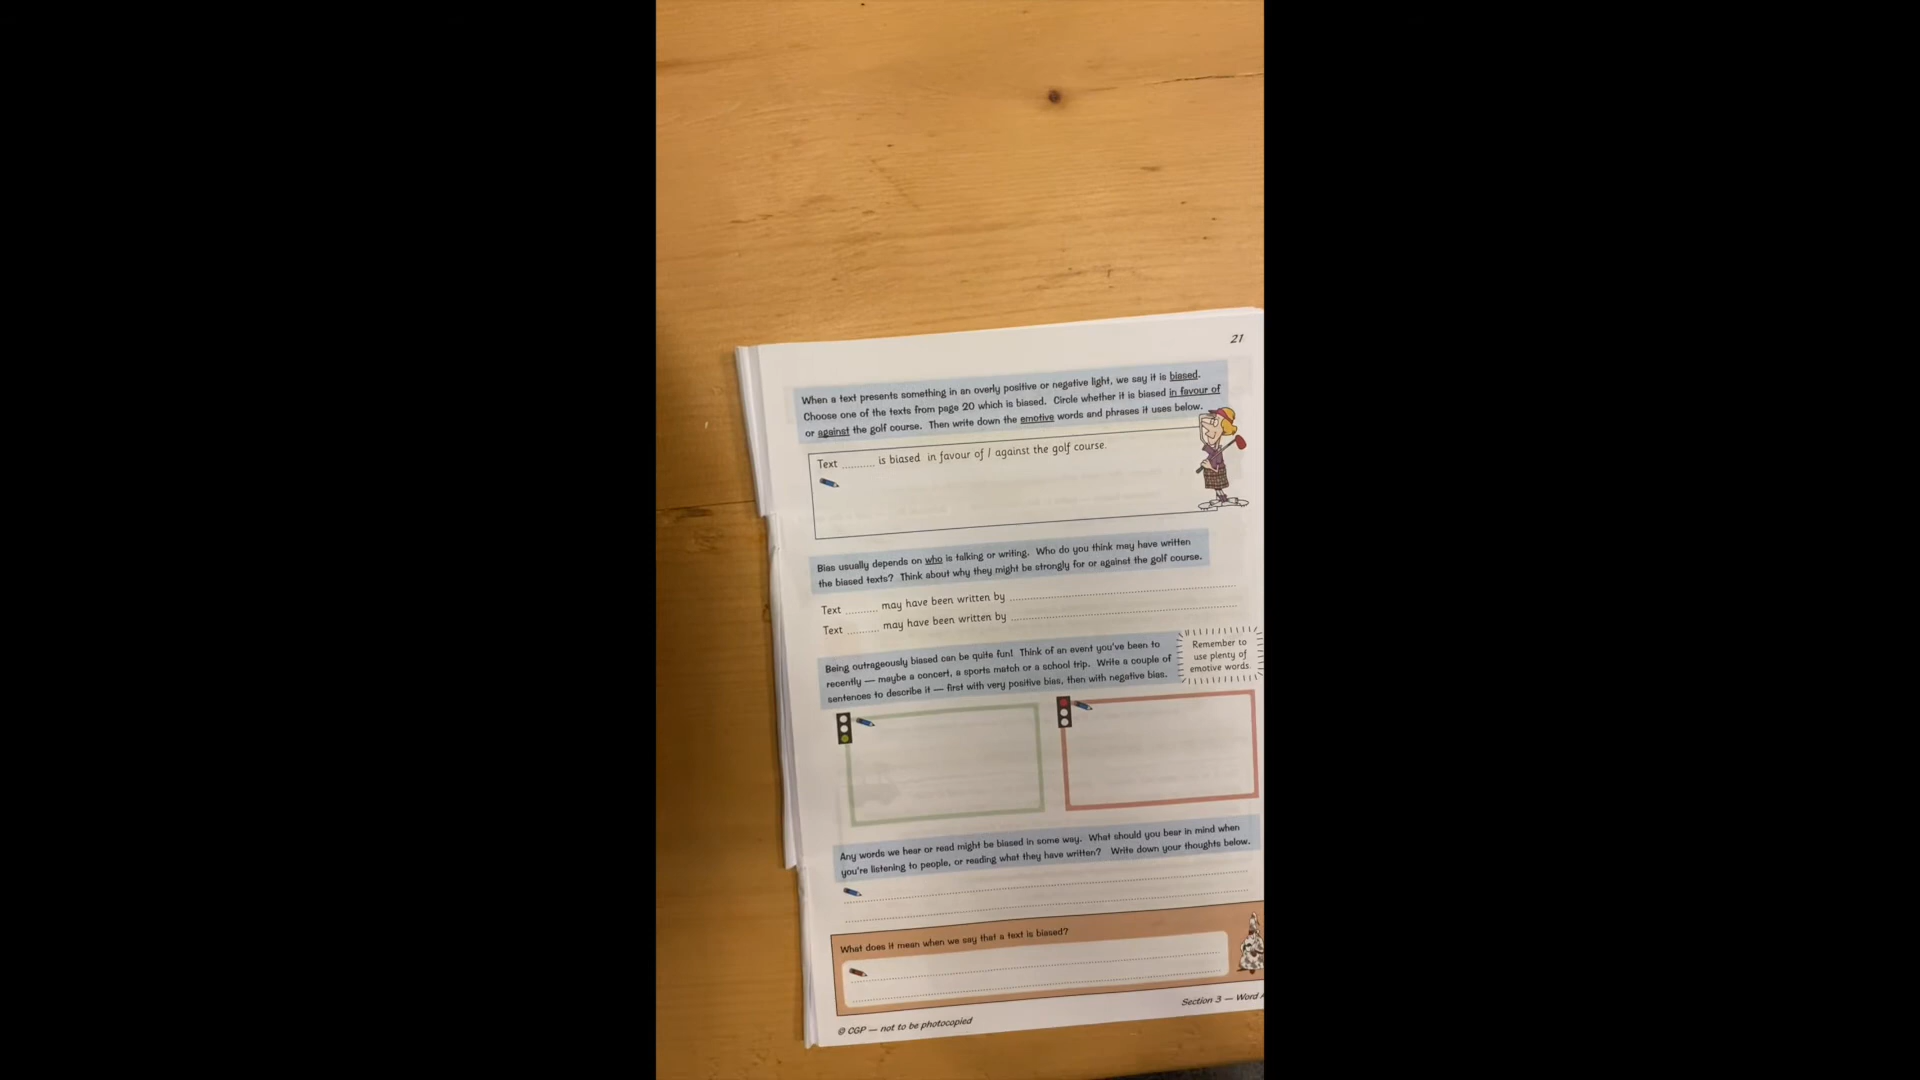 21
When a text presents something in an overly positive or negative light, we say it is biased.
Choose one of the texts from page 20 which is biased. Circle whether it is biased in favour of
or against the golf course. Then write down the emotive words and phrases it uses below.
Text .......... is biased in favour of / against the golf course.
Bias usually depends on who is talking or writing. Who do you think may have written
the biased texts? Think about why they might be strongly for or against the golf course.
Text .......... may have been written by
Text .......... may have been written by
Being outrageously biased can be quite fun! Think of an event you've been to
recently — maybe a concert, a sports match or a school trip. Write a couple of
sentences to describe it — first with very positive bias, then with negative bias.
Remember to
use plenty of
emotive words.
Any words we hear or read might be biased in some way. What should you bear in mind when
you're listening to people, or reading what they have written? Write down your thoughts below.
What does it mean when we say that a text is biased?
Section 3 — Word
© CGP — not to be photocopied